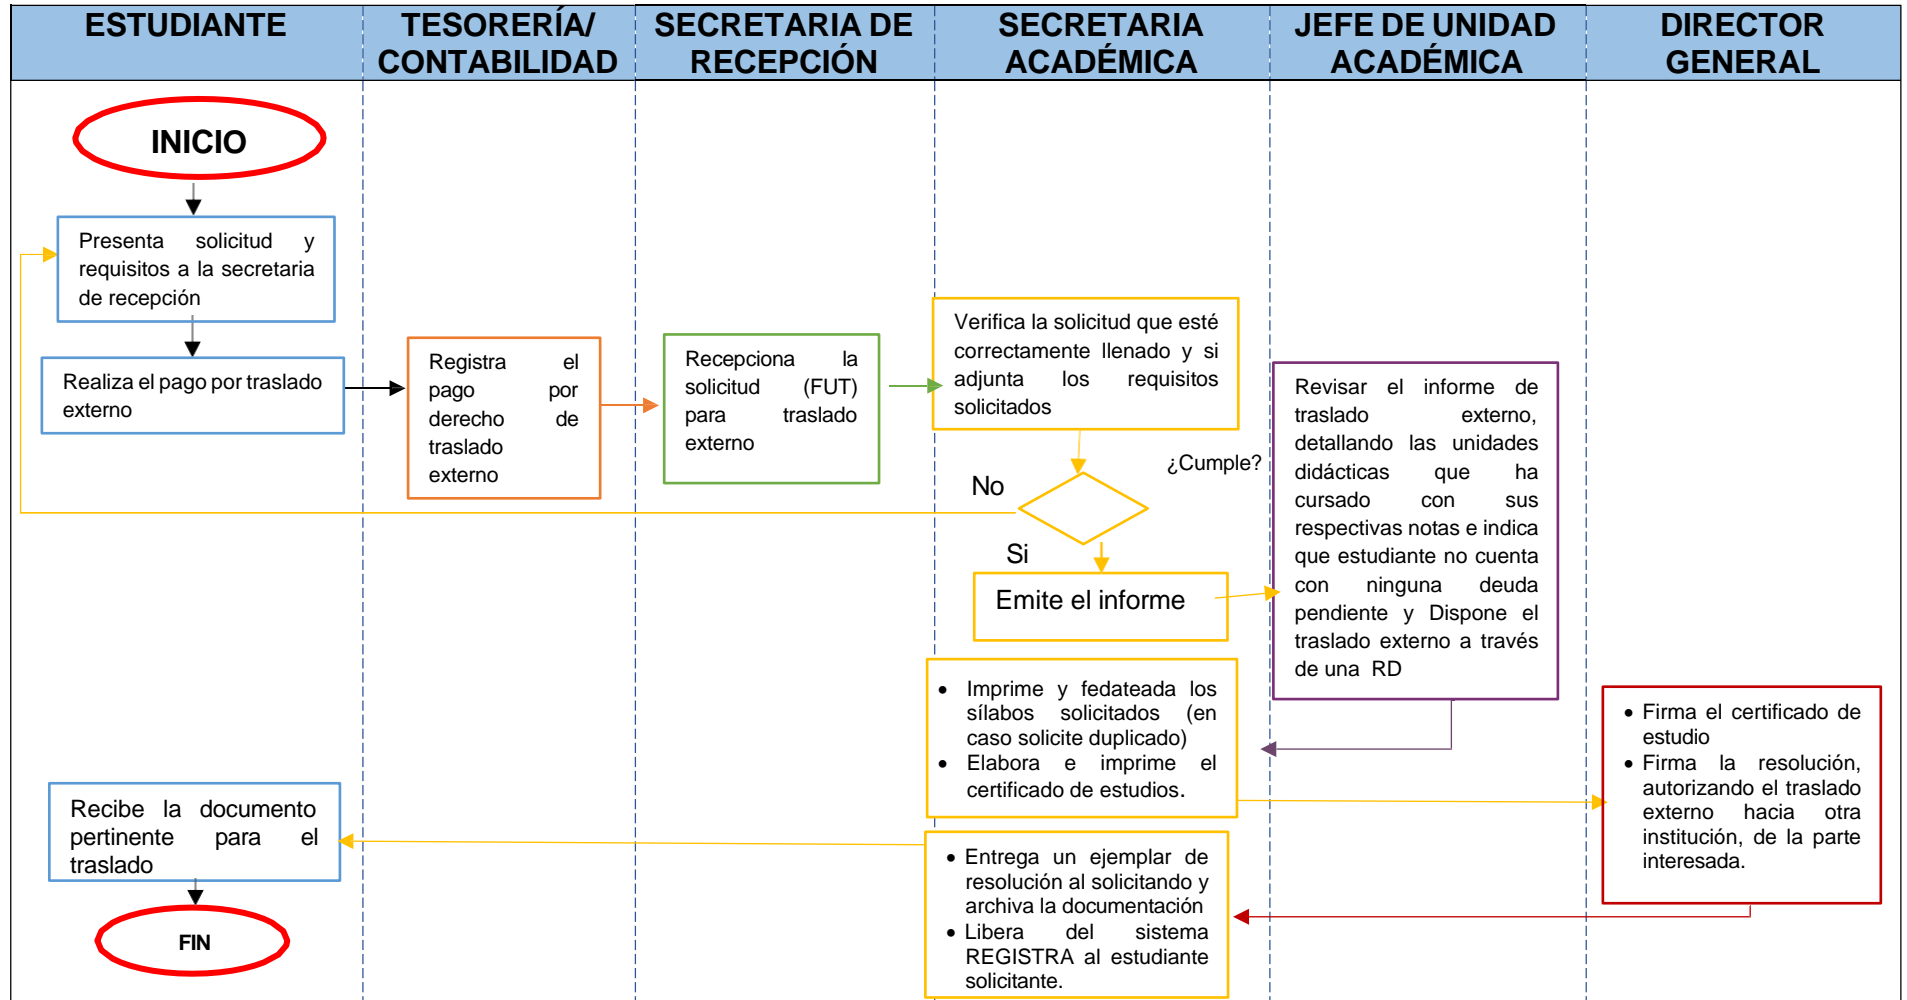 ESTUDIANTE
TESORERÍA/
CONTABILIDAD
SECRETARIA DE
RECEPCIÓN
SECRETARIA
ACADÉMICA
JEFE DE UNIDAD
ACADÉMICA
DIRECTOR
GENERAL
INICIO
Presenta solicitud y
requisitos a la secretaria
de recepción
Realiza el pago por traslado
externo
Registra el
pago por
derecho de
traslado
externo
Recepciona la
solicitud (FUT)
para traslado
externo
Verifica la solicitud que esté
correctamente llenado y si
adjunta los requisitos
solicitados
¿Cumple?
No
Si
Emite el informe
Revisar el informe de
traslado externo,
detallando las unidades
didácticas que ha
cursado con sus
respectivas notas e indica
que estudiante no cuenta
con ninguna deuda
pendiente y Dispone el
traslado externo a través
de una RD
• Imprime y fedateada los
sílabos solicitados (en
caso solicite duplicado)
• Elabora e imprime el
certificado de estudios.
• Firma el certificado de
estudio
• Firma la resolución,
autorizando el traslado
externo hacia otra
institución, de la parte
interesada.
• Entrega un ejemplar de
resolución al solicitando y
archiva la documentación
• Libera del sistema
REGISTRA al estudiante
solicitante.
Recibe la documento
pertinente para el
traslado
FIN